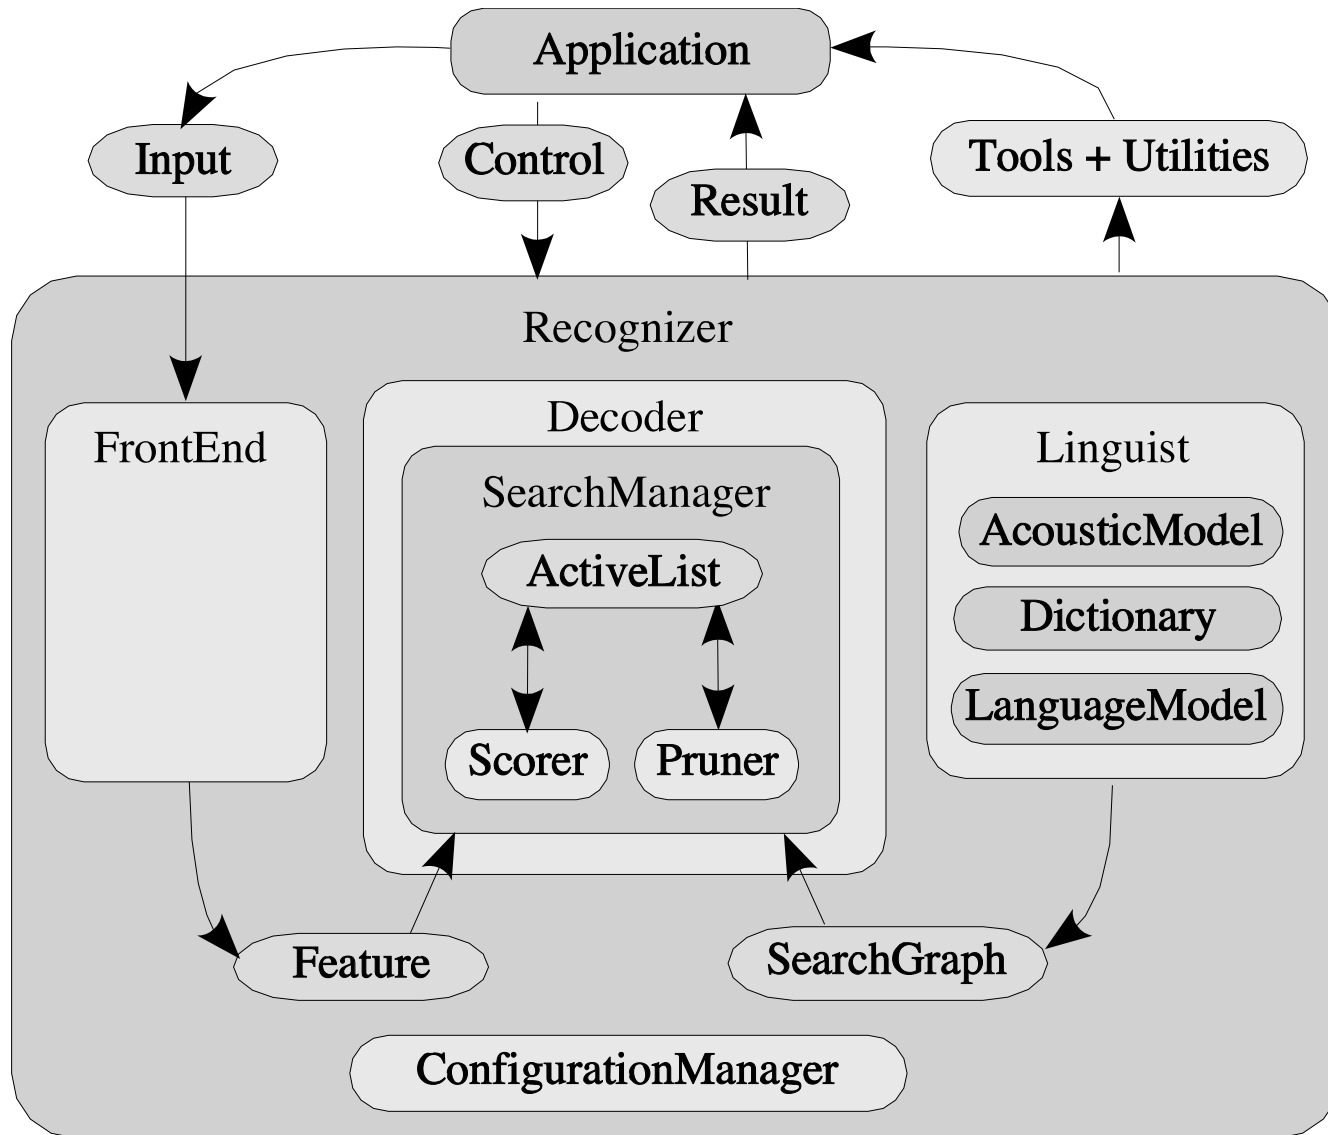 Application
Input
Control
Result
Tools + Utilities
Recognizer
FrontEnd
Decoder
SearchManager
ActiveList
Scorer
Pruner
Linguist
AcousticModel
Dictionary
LanguageModel
Feature
SearchGraph
ConfigurationManager